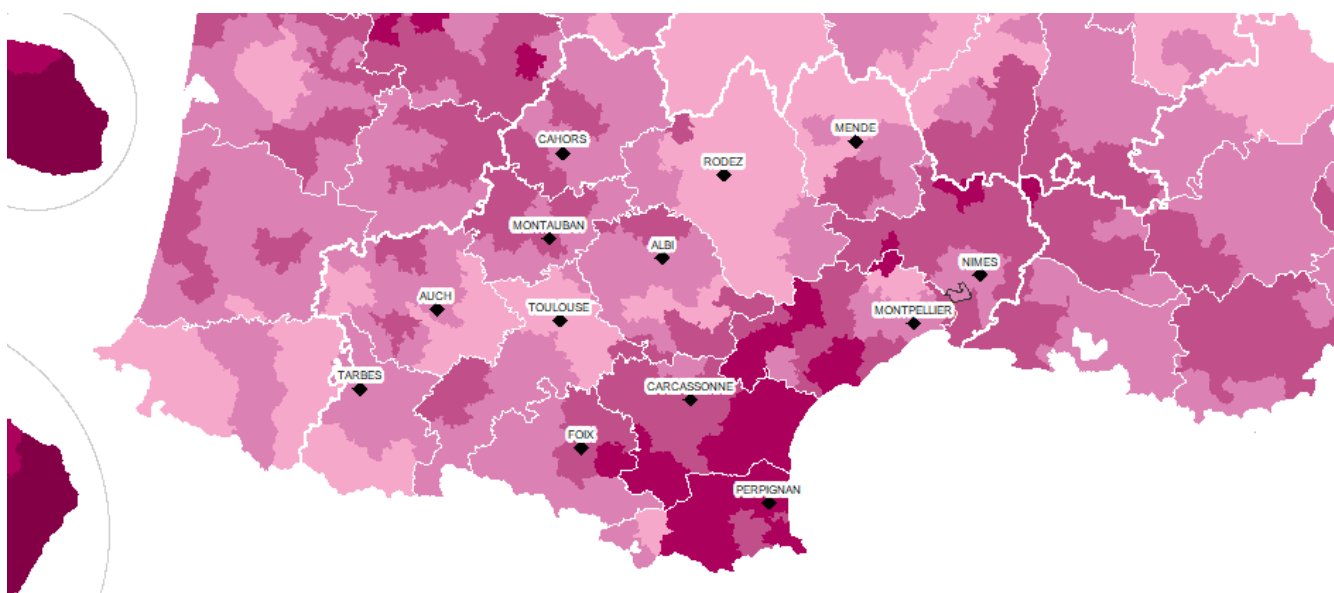 MENDE
CAHORS
RODEZ
MONTAUBAN
ALBI
NIMES
AUCH
TOULOUSE
MONTPELLIER
TARBES
CARCASSONNE
FOIX
PERPIGNAN